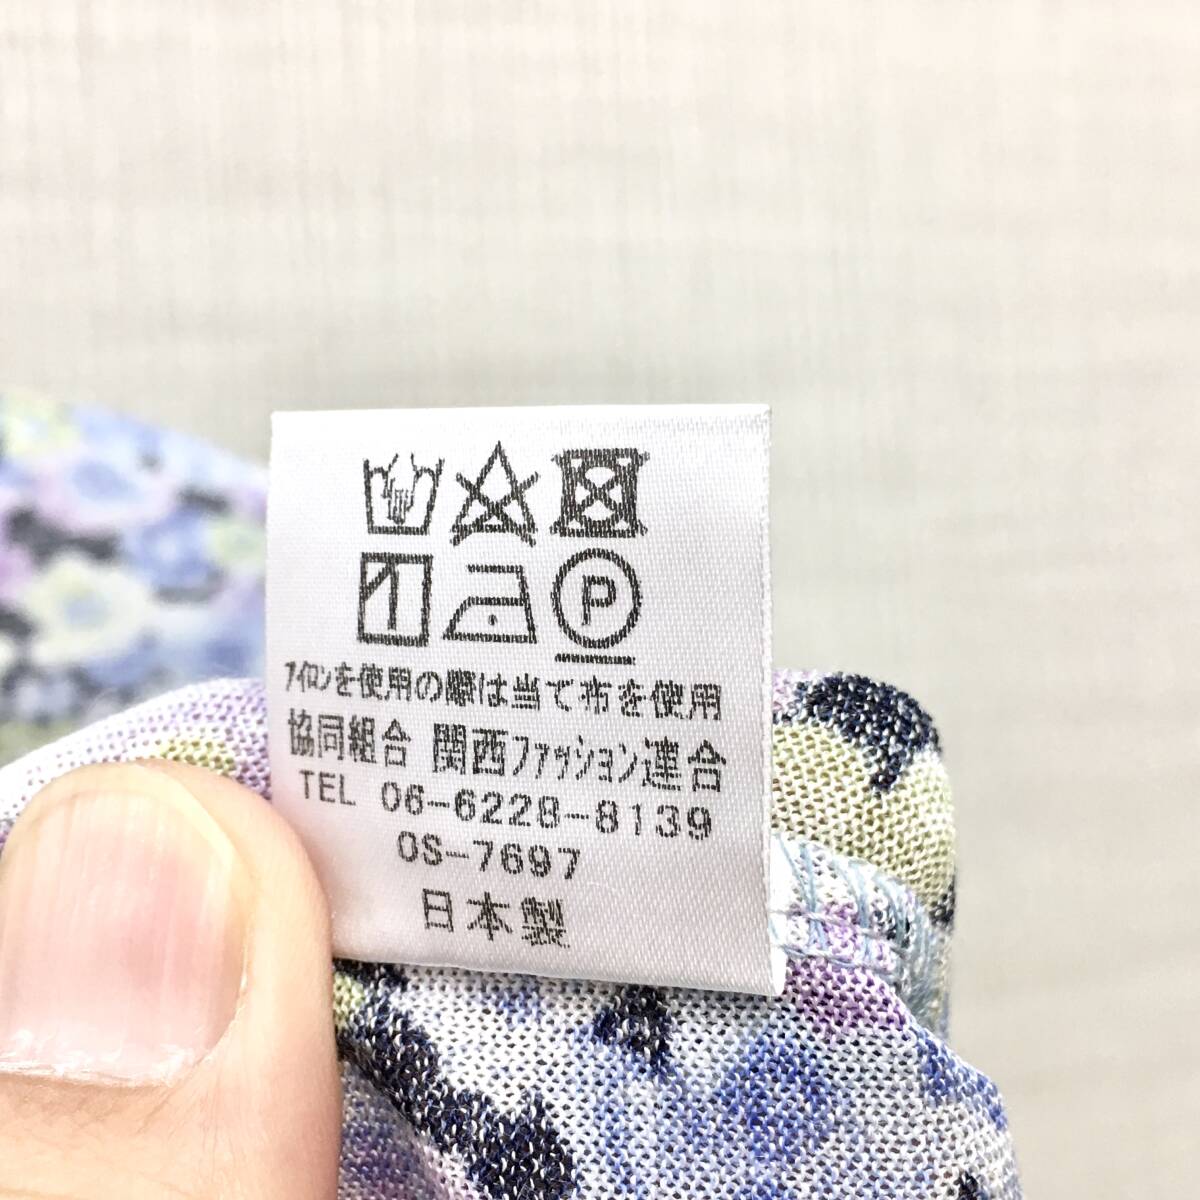 P
ｱｲﾛﾝを使用の際は当て布を使用
協同組合 関西ﾌｧｯｼｮﾝ連合
TEL 06-6228-8139
OS-7697
日本製